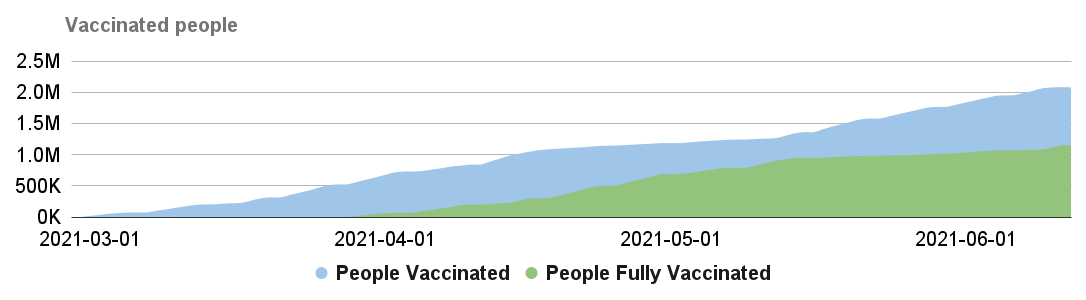 Vaccinated people
2.5M
2.0M
1.5M
1.0M
500K
0K
2021-03-01 2021-04-01 2021-05-01 2021-06-01
People Vaccinated People Fully Vaccinated